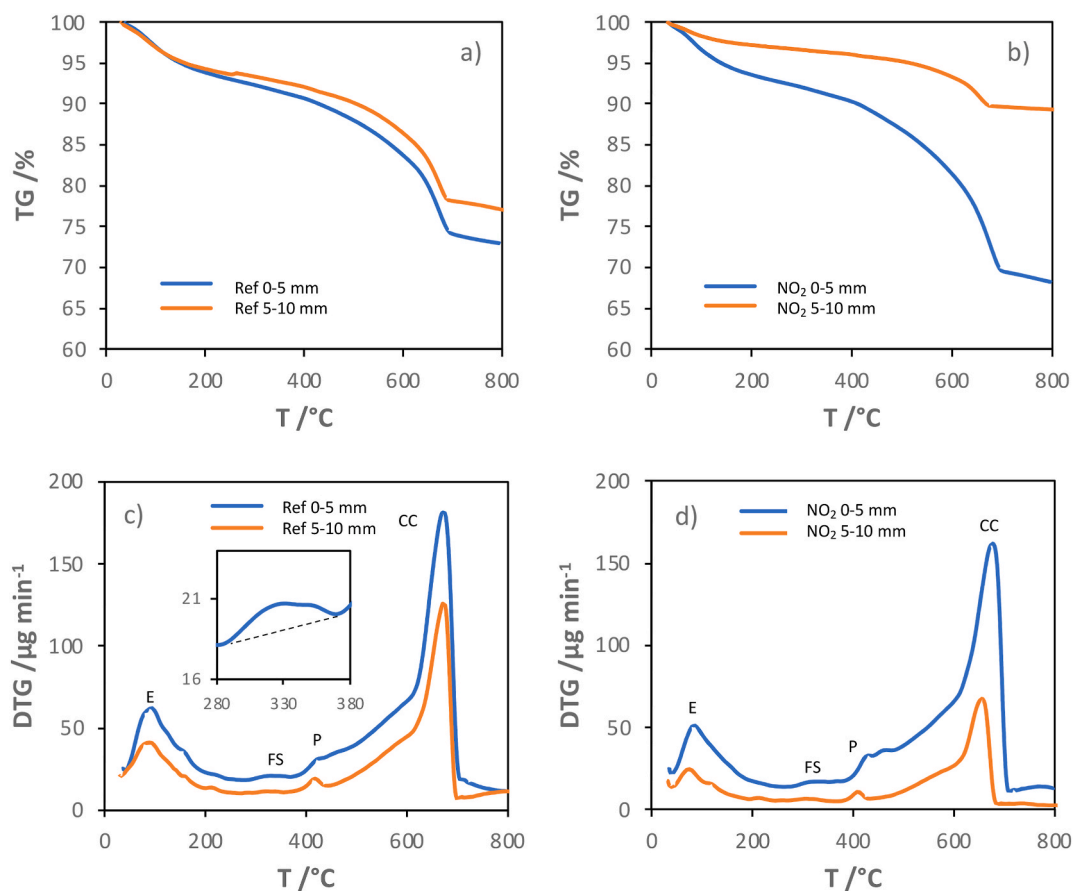 a)
100
95
90
85
80
75
70
65
60
TG /%
Ref 0-5 mm
Ref 5-10 mm
0 200 400 600 800
T /°C
b)
100
95
90
85
80
75
70
65
60
TG /%
NO₂ 0-5 mm
NO₂ 5-10 mm
0 200 400 600 800
T /°C
c)
200
150
100
50
0
DTG /µg min⁻¹
Ref 0-5 mm
Ref 5-10 mm
CC
21
16
280 330 380
E
FS
P
0 200 400 600 800
T /°C
d)
200
150
100
50
0
DTG /µg min⁻¹
NO₂ 0-5 mm
NO₂ 5-10 mm
CC
E
FS
P
0 200 400 600 800
T /°C